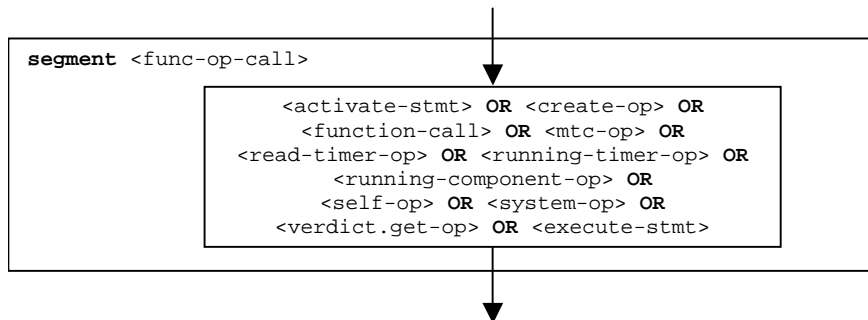 segment <func-op-call>
<activate-stmt> OR <create-op> OR
<function-call> OR <mtc-op> OR
<read-timer-op> OR <running-timer-op> OR
<running-component-op> OR
<self-op> OR <system-op> OR
<verdict.get-op> OR <execute-stmt>